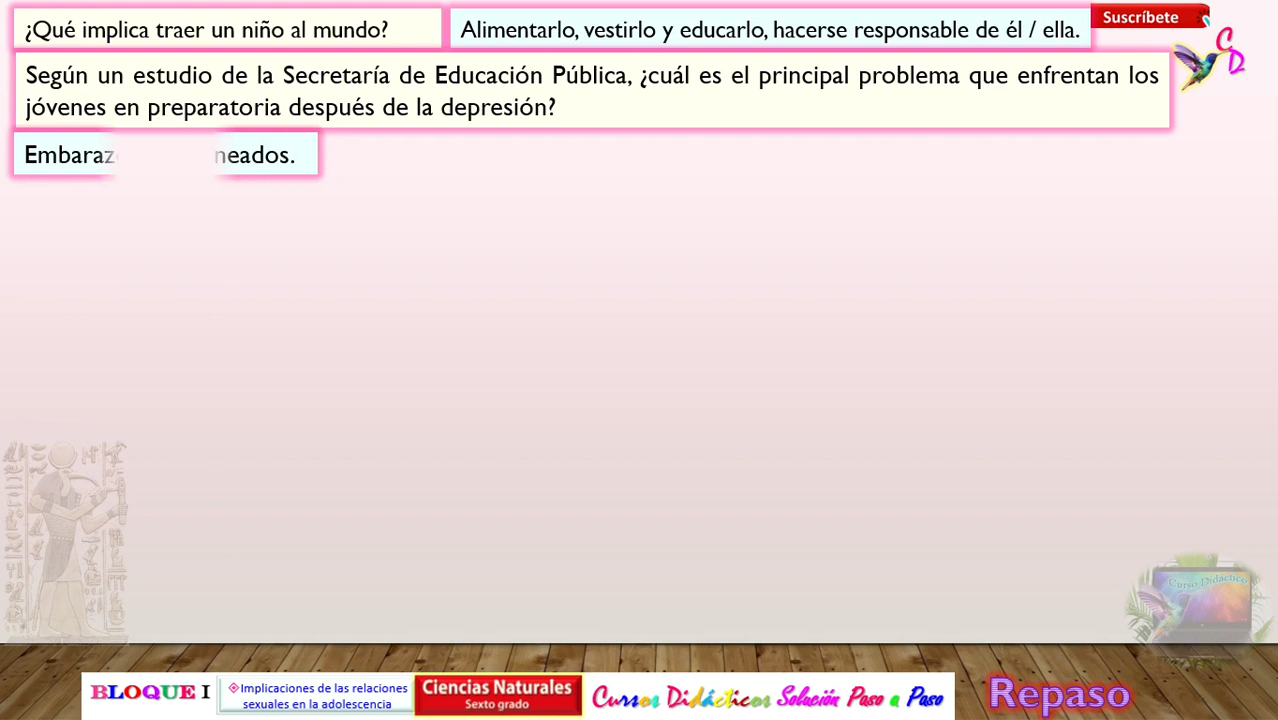 ¿Qué implica traer un niño al mundo?
Alimentarlo, vestirlo y educarlo, hacerse responsable de él / ella.
Suscríbete
CD
Según un estudio de la Secretaría de Educación Pública, ¿cuál es el principal problema que enfrentan los
jóvenes en preparatoria después de la depresión?
Curso Didáctico
BLOQUE I
Implicaciones de las relaciones
sexuales en la adolescencia
Ciencias Naturales
Sexto grado
Cursos Didácticos Solución Paso a Paso
Repaso